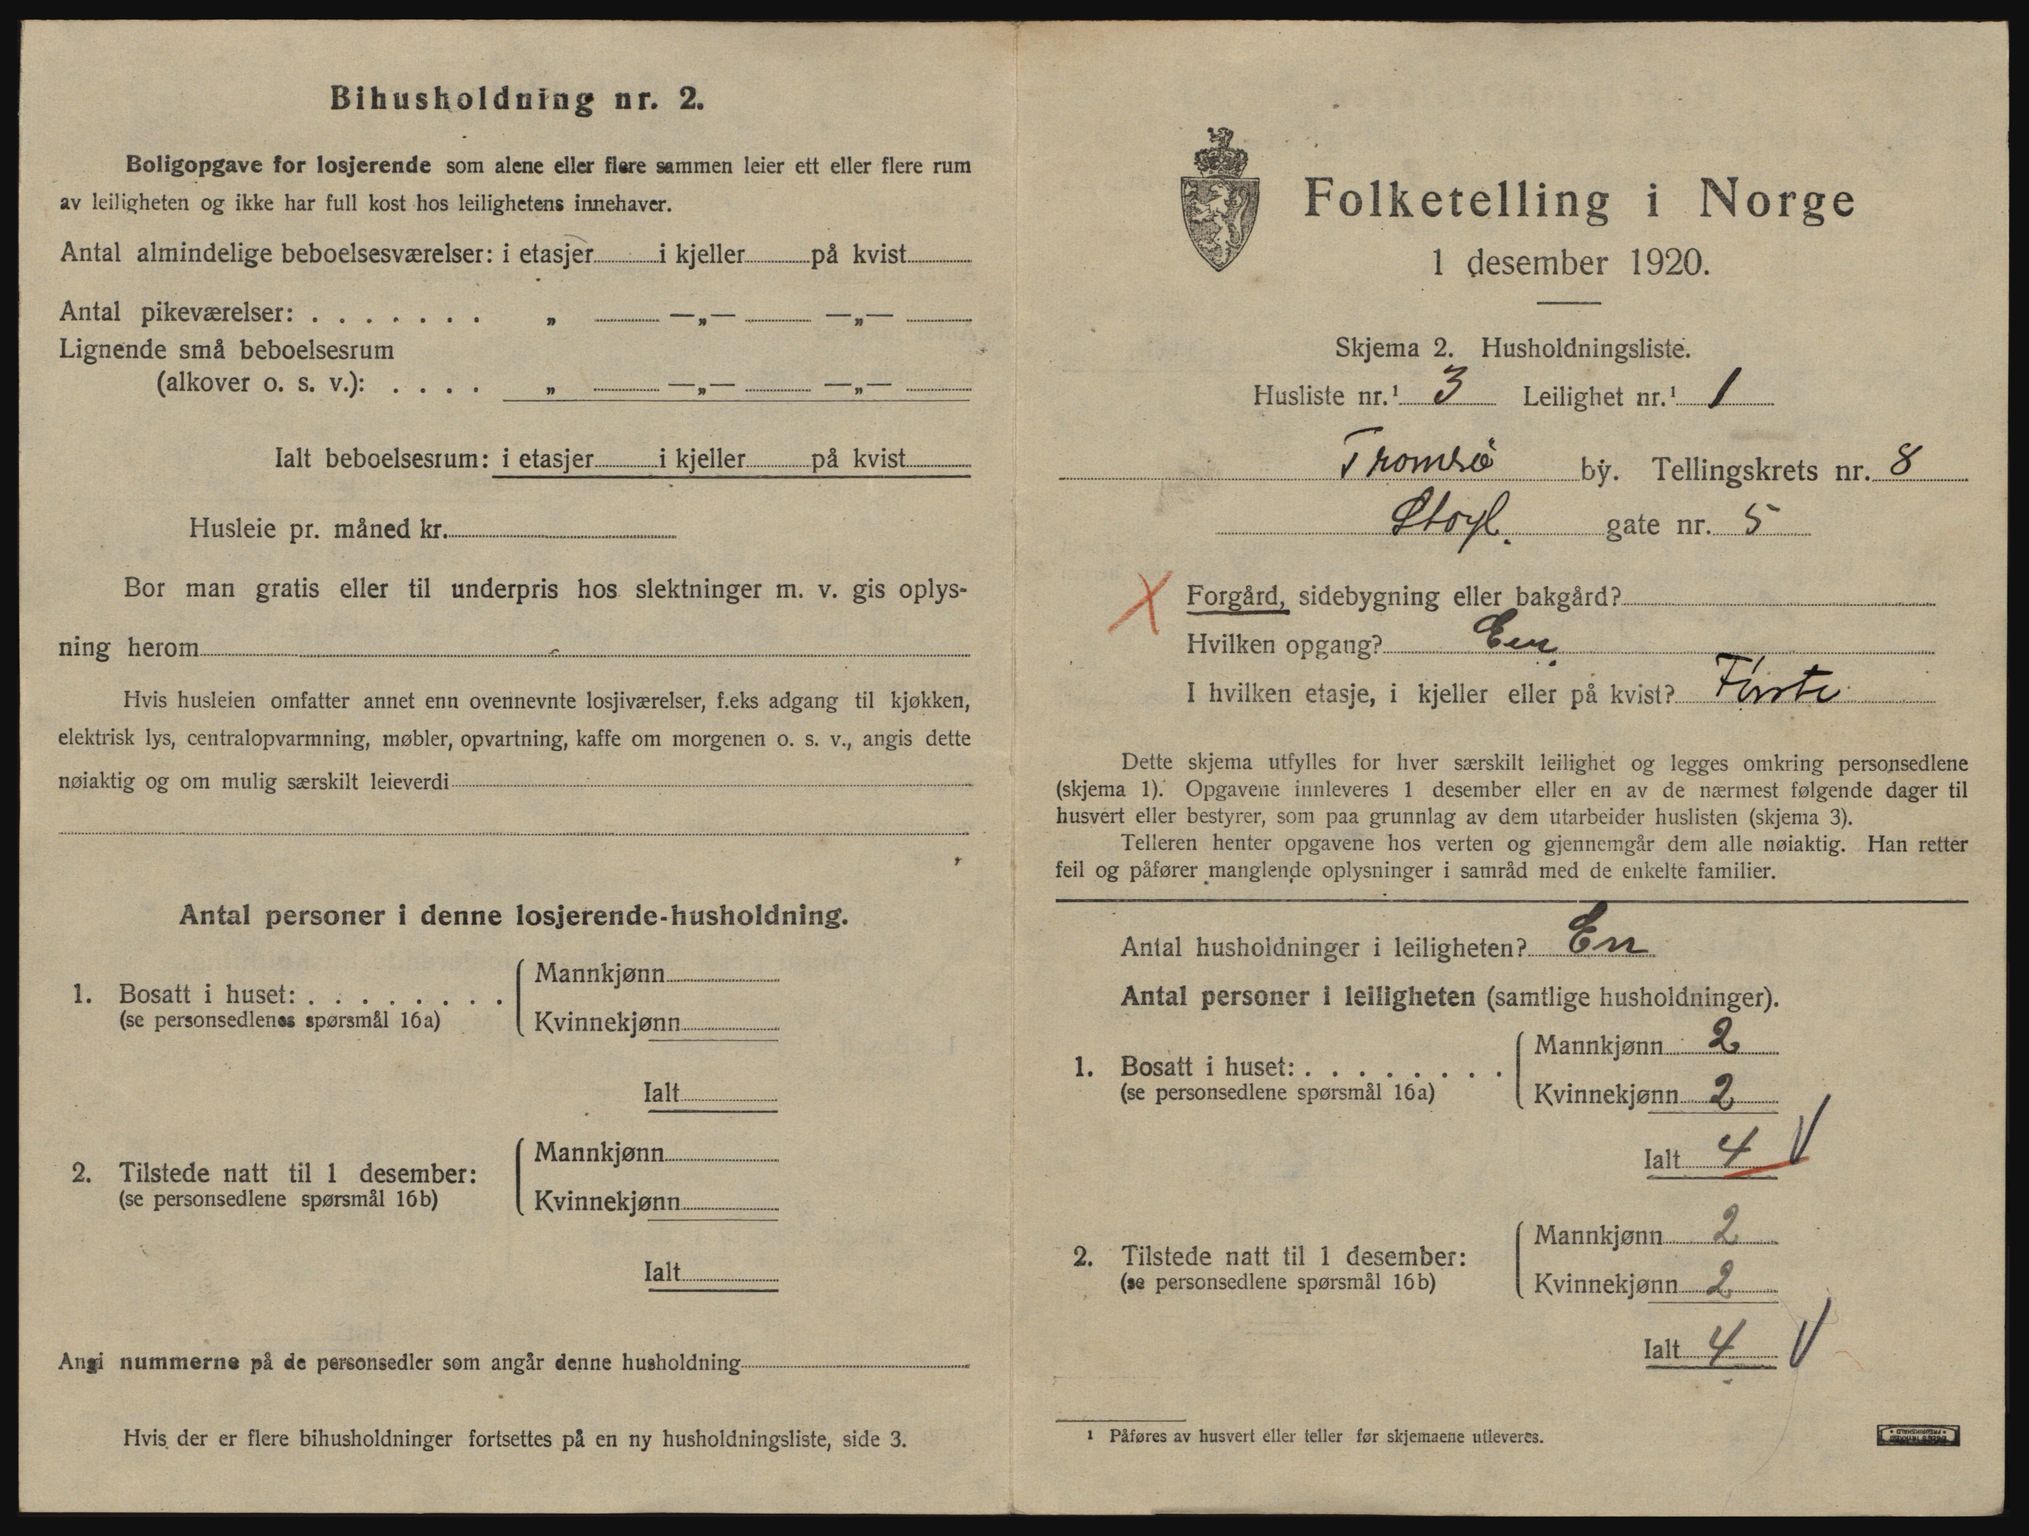 Bihusholdning nr. 2.
Boligopgave for losjerende som alene eller flere sammen leier ett eller flere rum
av leiligheten og ikke har full kost hos leilighetens innehaver.
Antal almindelige beboelsesværelser: i etasjer i kjeller på kvist
Antal pikeværelser: . . . . . . . „ —„— —„—
Lignende små beboelsesrum
(alkover o. s. v.): . . . . „ —„— —„—
Ialt beboelsesrum: i etasjer i kjeller på kvist
Husleie pr. måned kr.
Bor man gratis eller til underpris hos slektninger m. v. gis oplys-
ning herom
Hvis husleien omfatter annet enn ovennevnte losjiværelser, f.eks adgang til kjøkken,
elektrisk lys, centralopvarmning, møbler, opvartning, kaffe om morgenen o. s. v., angis dette
nøiaktig og om mulig særskilt leieverdi
Antal personer i denne losjerende-husholdning.
1. Bosatt i huset: . . . . . . . .
(se personsedlenes spørsmål 16a)
Mannkjønn
Kvinnekjønn
Ialt
2. Tilstede natt til 1 desember:
(se personsedlene spørsmål 16b)
Mannkjønn
Kvinnekjønn
Ialt
Angi nummerne på de personsedler som angår denne husholdning
Hvis der er flere bihusholdninger fortsettes på en ny husholdningsliste, side 3.
Folketelling i Norge
1 desember 1920.
Skjema 2. Husholdningsliste.
Husliste nr.¹ 3 Leilighet nr.¹ 1
Tromsø by. Tellingskrets nr. 8
gate nr. 5
Forgård, sidebygning eller bakgård?
Hvilken opgang? En
I hvilken etasje, i kjeller eller på kvist? Første
Dette skjema utfylles for hver særskilt leilighet og legges omkring personsedlene
(skjema 1). Opgavene innleveres 1 desember eller en av de nærmest følgende dager til
husvert eller bestyrer, som paa grunnlag av dem utarbeider huslisten (skjema 3).
Telleren henter opgavene hos verten og gjennemgår dem alle nøiaktig. Han retter
feil og påfører manglende oplysninger i samråd med de enkelte familier.
Antal husholdninger i leiligheten? En
Antal personer i leiligheten (samtlige husholdninger).
1. Bosatt i huset: . . . . . . . .
(se personsedlene spørsmål 16a)
Mannkjønn 2
Kvinnekjønn 2
Ialt 4
2. Tilstede natt til 1 desember:
(se personsedlene spørsmål 16b)
Mannkjønn 2
Kvinnekjønn 2
Ialt 4
¹ Påføres av husvert eller teller før skjemaene utleveres.